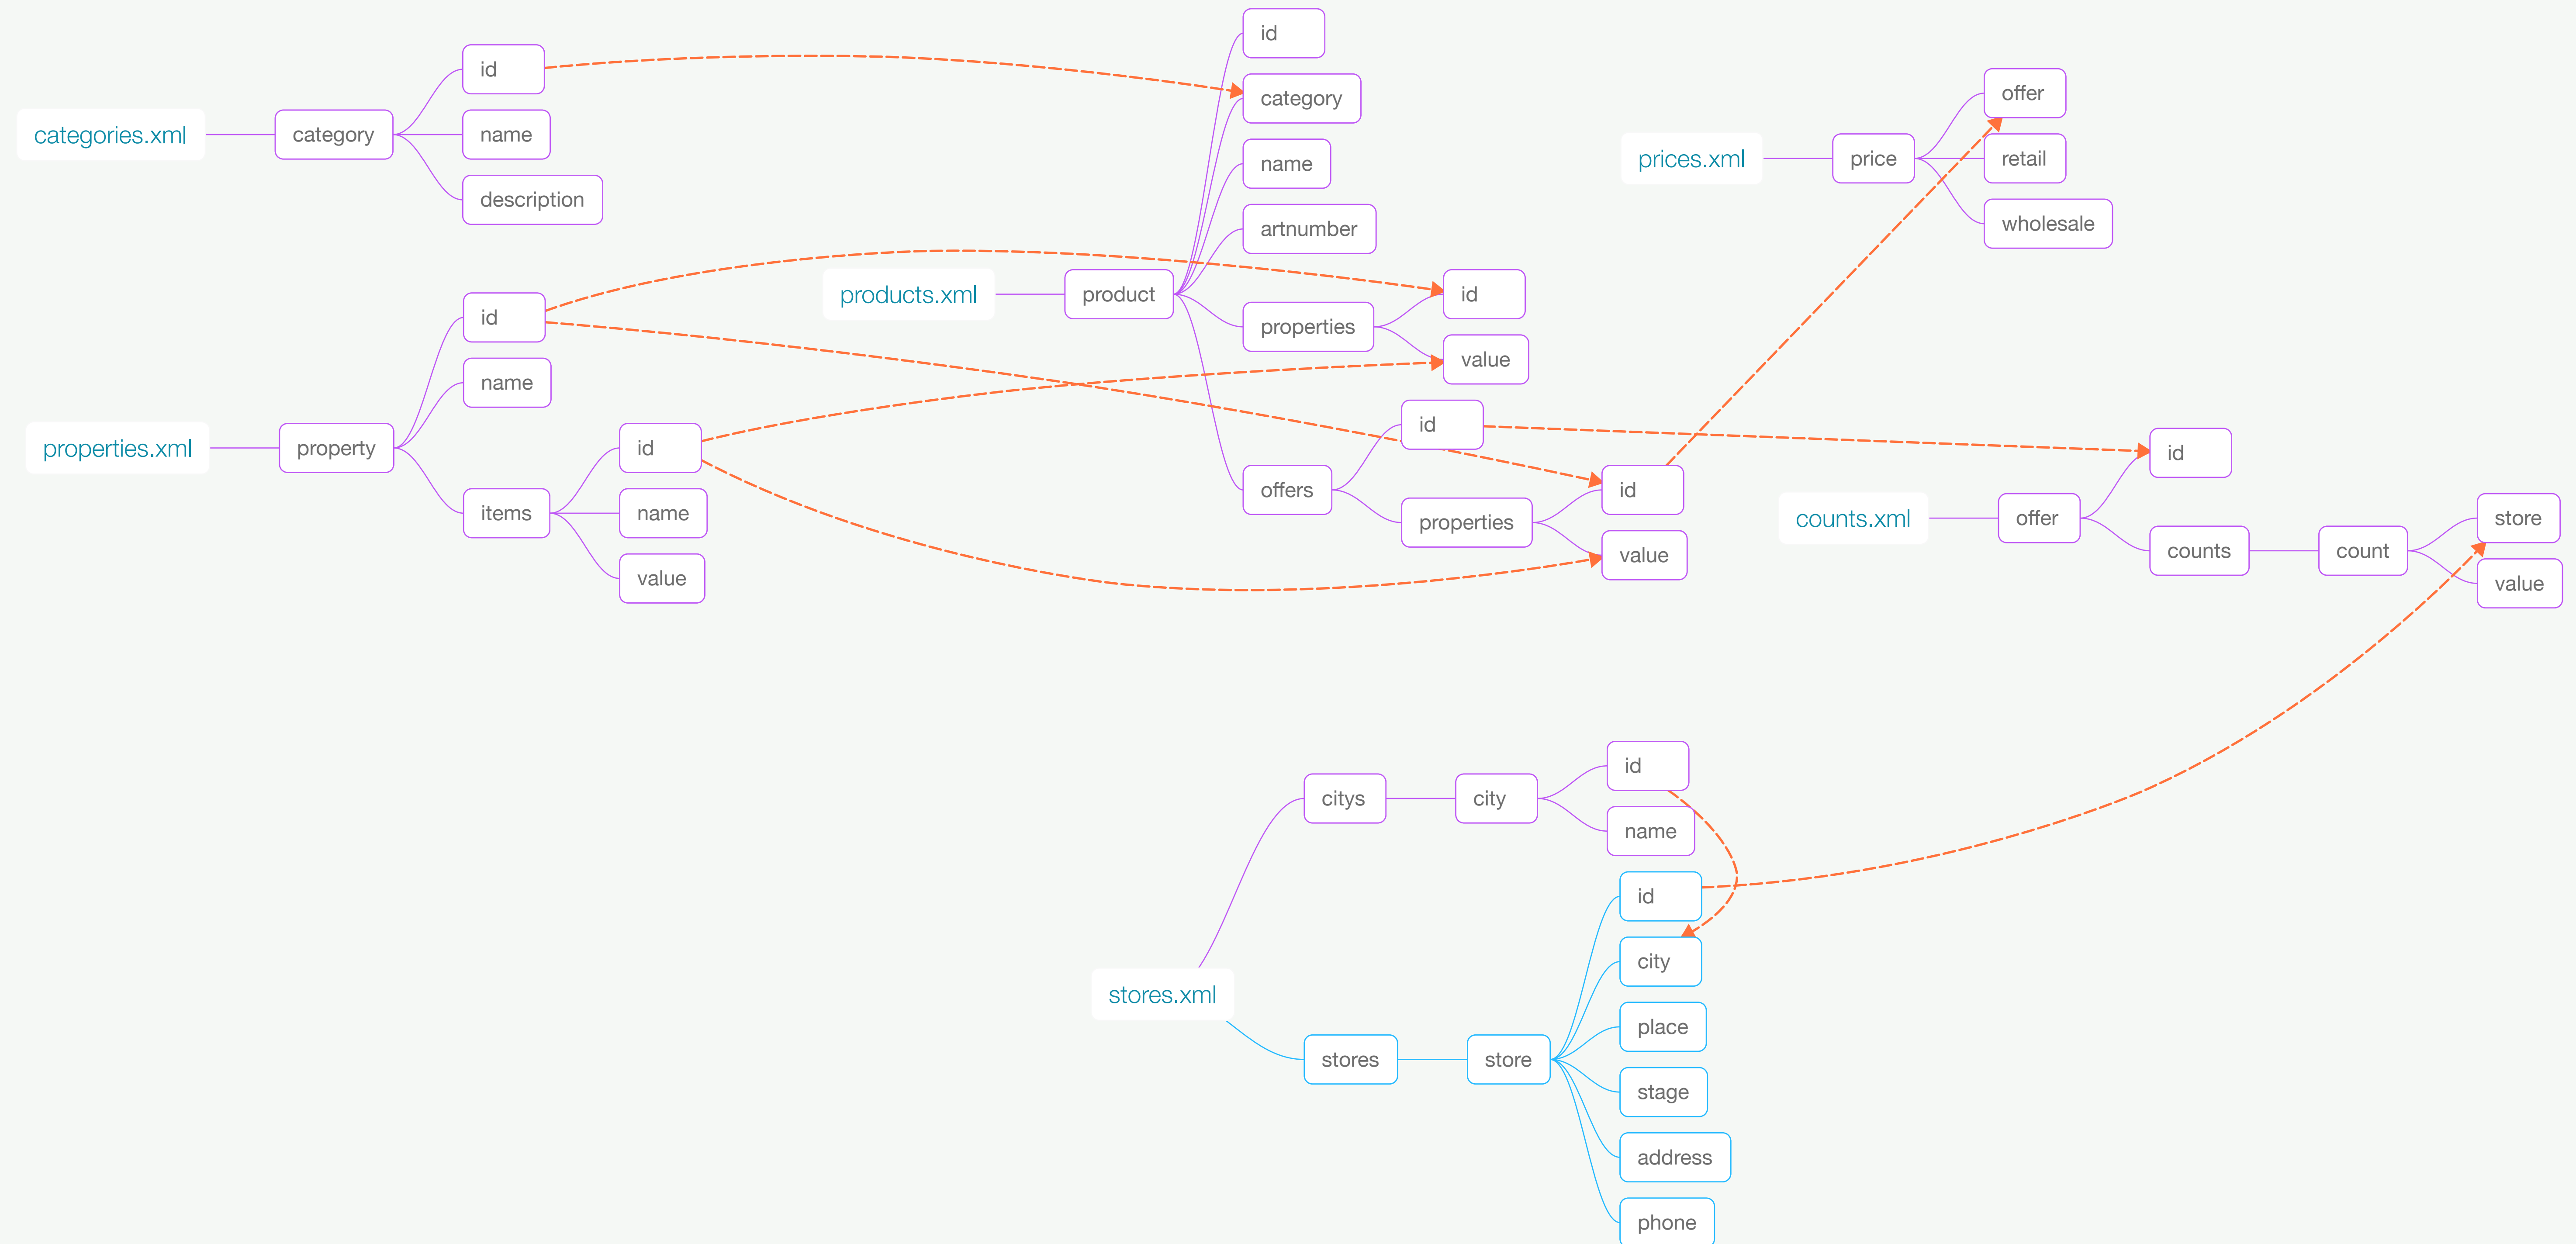 categories.xml
category
id
name
description
properties.xml
property
id
name
items
id
name
value
products.xml
product
id
category
name
artnumber
properties
id
value
offers
id
properties
id
value
prices.xml
price
offer
retail
wholesale
counts.xml
offer
id
counts
count
store
value
stores.xml
citys
city
id
name
stores
store
id
city
place
stage
address
phone